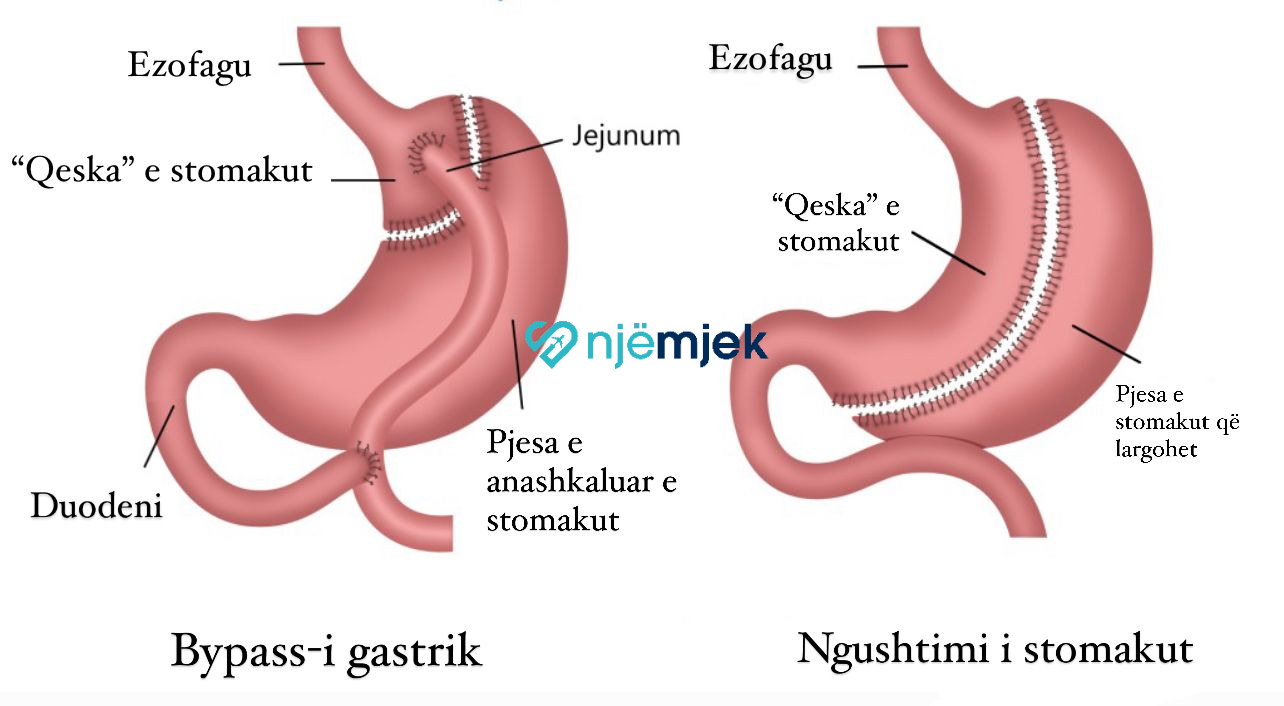 Ezofagu
“Qeska” e stomakut
Jejunum
Duodeni
Pjesa e
anashkaluar e
stomakut
Bypass-i gastrik
njëmjek
Ezofagu
“Qeska” e
stomakut
Pjesa e
stomakut që
largohet
Ngushtimi i stomakut